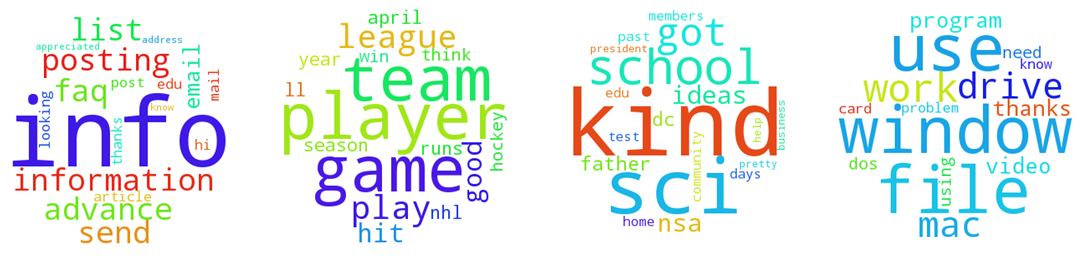 list
address
appreciated
posting
email
mail
faq
post
edu
looking
info
know
thanks
hi
information
article
advance
send
april
league
year
win
think
team
ll
player
season
runs
hockey
game
good
play
nhl
hit
members
past
got
president
school
edu
ideas
kind
dc
help
business
test
community
father
pretty
sci
days
home
nsa
program
use
need
know
work
drive
card
problem
thanks
window
dos
using
video
file
mac